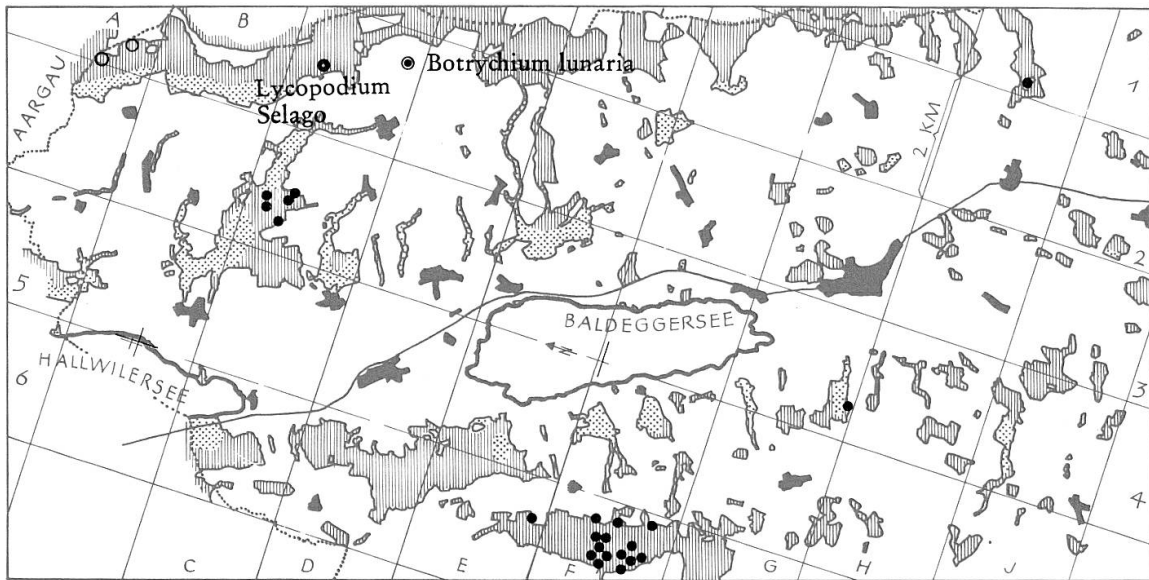 A
B
AARGAU
Botrychium lunaria
Lycopodium
Selago
1
2 KM
2
5
BALDEGGERSEE
N
HALLWILERSEE
6
3
4
C
D
E
F
G
H
J